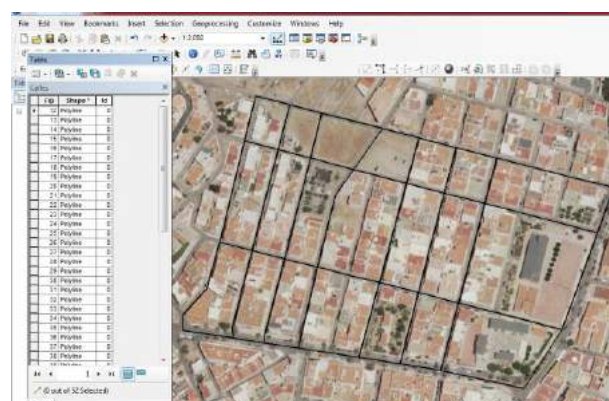 File Edit View Bookmarks Insert Selection Geoprocessing Customize Windows Help
1:2.092
Table
Calles
FID Shape * Id
12 Polyline 0
13 Polyline 0
14 Polyline 0
15 Polyline 0
16 Polyline 0
17 Polyline 0
18 Polyline 0
19 Polyline 0
20 Polyline 0
21 Polyline 0
22 Polyline 0
23 Polyline 0
24 Polyline 0
25 Polyline 0
26 Polyline 0
27 Polyline 0
28 Polyline 0
29 Polyline 0
30 Polyline 0
31 Polyline 0
32 Polyline 0
33 Polyline 0
34 Polyline 0
35 Polyline 0
36 Polyline 0
37 Polyline 0
38 Polyline 0
1
(0 out of 52 Selected)